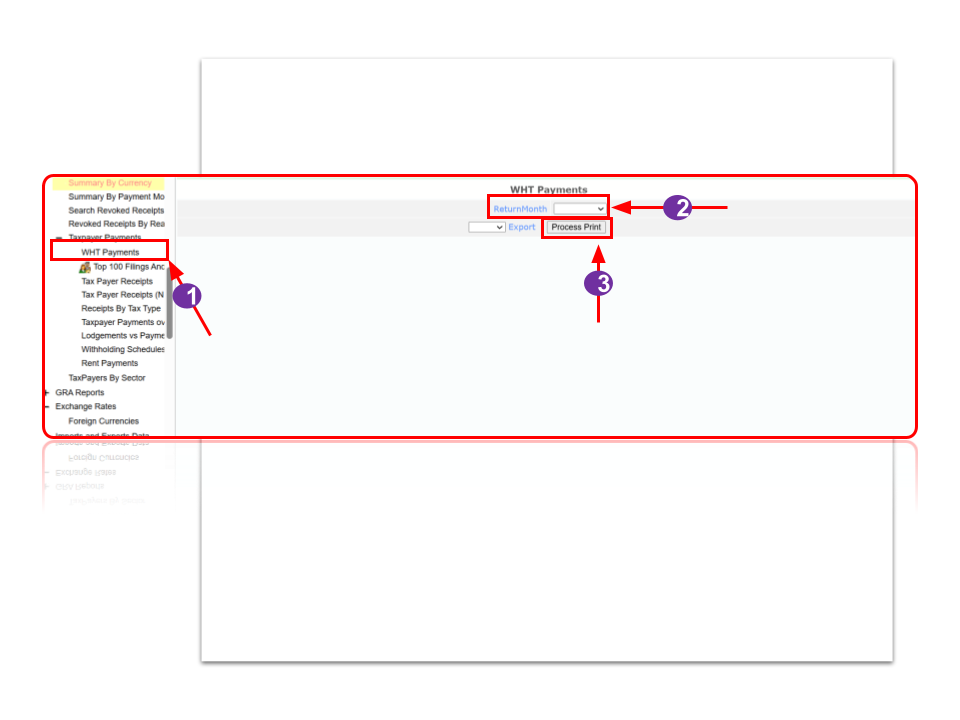 Summary By Currency
Summary By Payment Mo
Search Revoked Receipts
Revoked Receipts By Rea
Taxpayer Payments
WHT Payments
Top 100 Filings And
Tax Payer Receipts
Tax Payer Receipts (N
Receipts By Tax Type
Taxpayer Payments ov
Lodgements vs Payme
Withholding Schedules
Rent Payments
TaxPayers By Sector
GRA Reports
Exchange Rates
Foreign Currencies
Imports and Exports Data
WHT Payments
ReturnMonth
Export Process Print
1
2
3